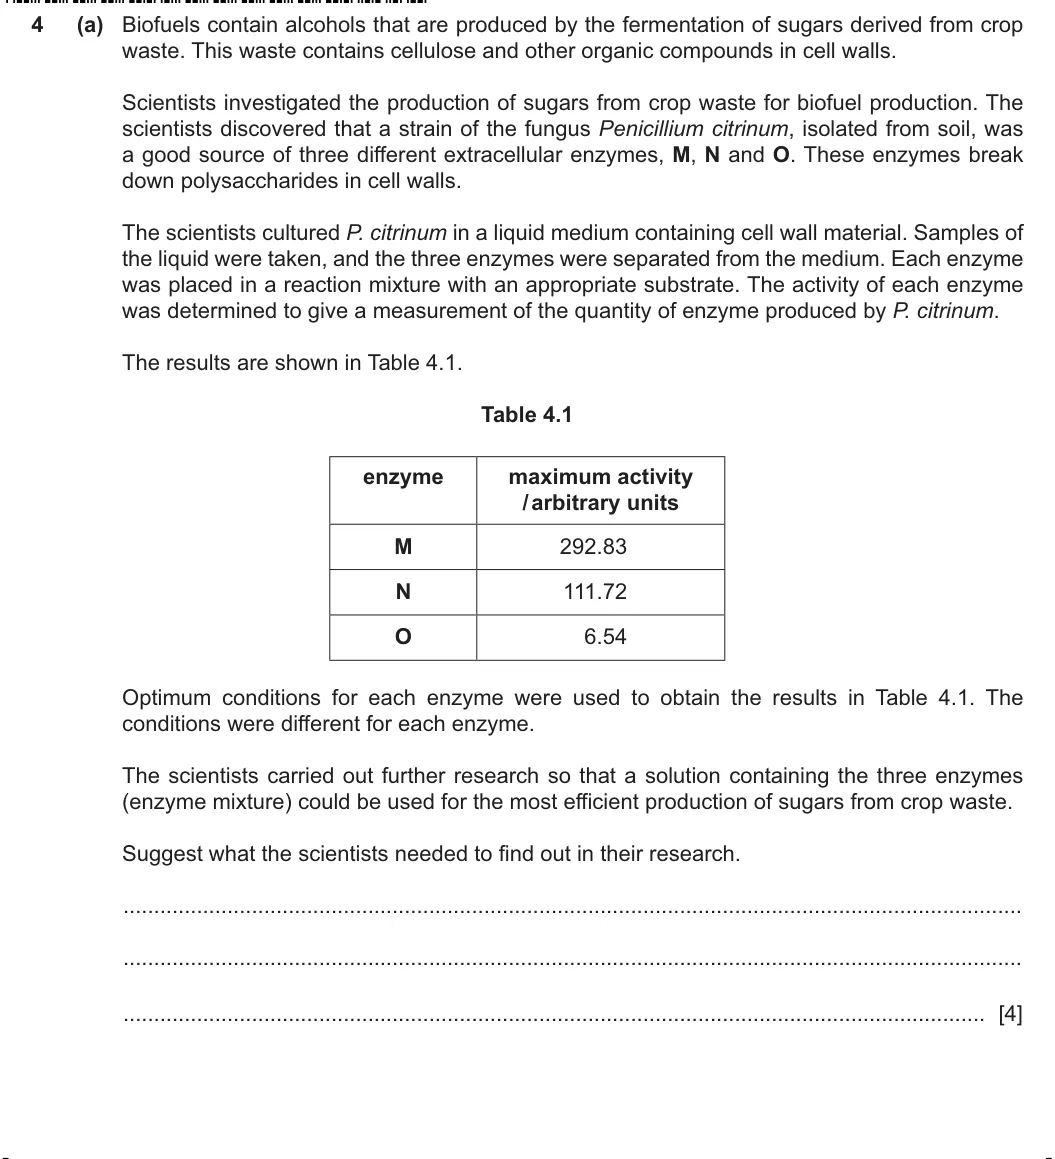 4 (a) Biofuels contain alcohols that are produced by the fermentation of sugars derived from crop
waste. This waste contains cellulose and other organic compounds in cell walls.
Scientists investigated the production of sugars from crop waste for biofuel production. The
scientists discovered that a strain of the fungus Penicillium citrinum, isolated from soil, was
a good source of three different extracellular enzymes, M, N and O. These enzymes break
down polysaccharides in cell walls.
The scientists cultured P. citrinum in a liquid medium containing cell wall material. Samples of
the liquid were taken, and the three enzymes were separated from the medium. Each enzyme
was placed in a reaction mixture with an appropriate substrate. The activity of each enzyme
was determined to give a measurement of the quantity of enzyme produced by P. citrinum.
The results are shown in Table 4.1.
Table 4.1
enzyme maximum activity
/ arbitrary units
M 292.83
N 111.72
O 6.54
Optimum conditions for each enzyme were used to obtain the results in Table 4.1. The
conditions were different for each enzyme.
The scientists carried out further research so that a solution containing the three enzymes
(enzyme mixture) could be used for the most efficient production of sugars from crop waste.
Suggest what the scientists needed to find out in their research.
[4]